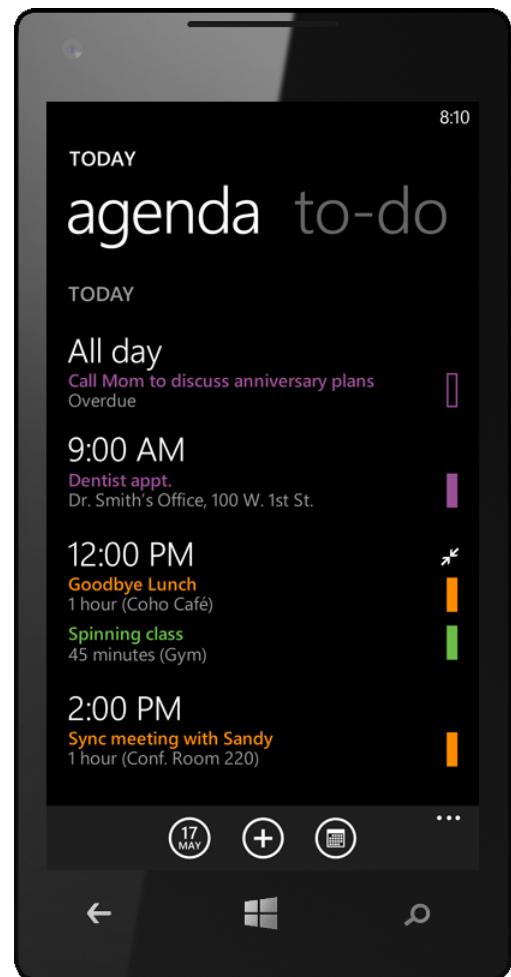 8:10
TODAY
agenda to-do
TODAY
All day
Call Mom to discuss anniversary plans
Overdue
9:00 AM
Dentist appt.
Dr. Smith's Office, 100 W. 1st St.
12:00 PM
Goodbye Lunch
1 hour (Coho Café)
Spinning class
45 minutes (Gym)
2:00 PM
Sync meeting with Sandy
1 hour (Conf. Room 220)
17
MAY